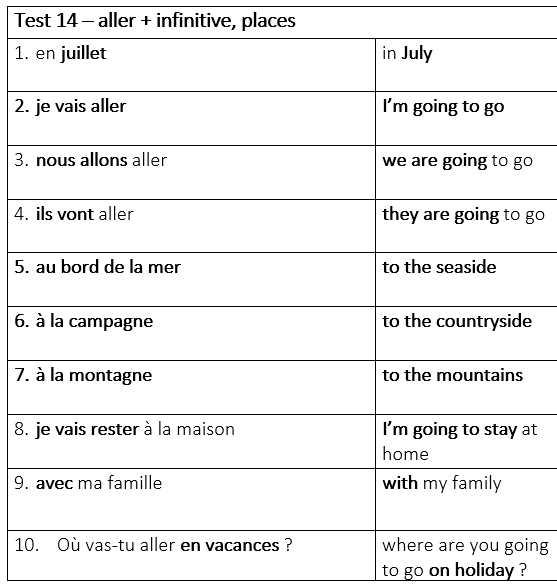 Test 14 – aller + infinitive, places
1. en juillet
in July
2. je vais aller
I'm going to go
3. nous allons aller
we are going to go
4. ils vont aller
they are going to go
5. au bord de la mer
to the seaside
6. à la campagne
to the countryside
7. à la montagne
to the mountains
8. je vais rester à la maison
I'm going to stay at
home
9. avec ma famille
with my family
10. Où vas-tu aller en vacances ?
where are you going
to go on holiday ?